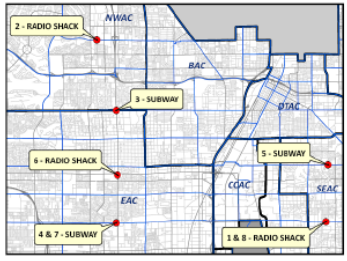 NWAC
2 - RADIO SHACK
BAC
3 - SUBWAY
DTAC
5 - SUBWAY
6 - RADIO SHACK
CCAC
SEAC
EAC
4 & 7 - SUBWAY
1 & 8 - RADIO SHACK